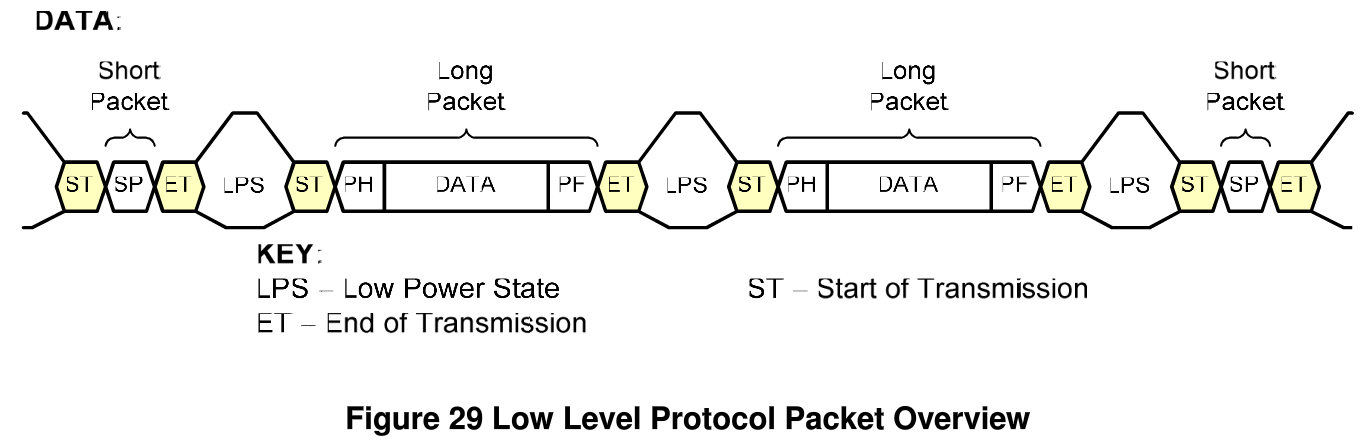 DATA:
Short Long Long Short
Packet Packet Packet Packet
ST SP ET LPS ST PH DATA PF ET LPS ST PH DATA PF ET LPS ST SP ET
KEY:
LPS – Low Power State ST – Start of Transmission
ET – End of Transmission
Figure 29 Low Level Protocol Packet Overview